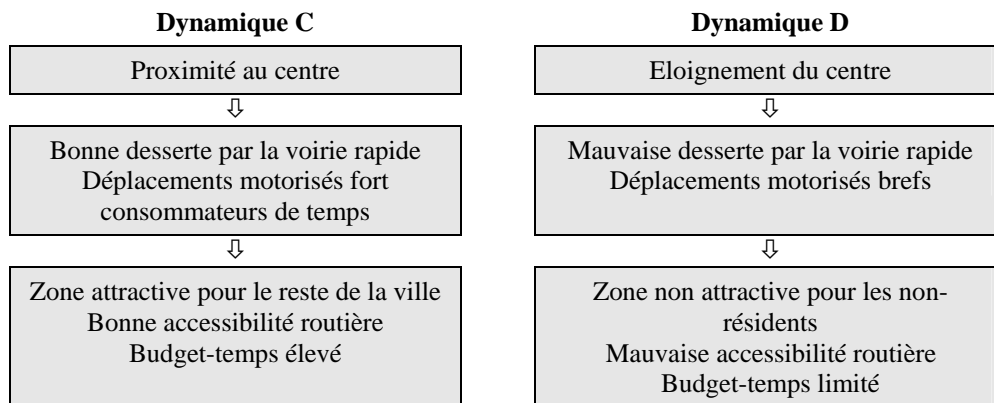 Dynamique C
Proximité au centre
⇩
Bonne desserte par la voirie rapide
Déplacements motorisés fort
consommateurs de temps
⇩
Zone attractive pour le reste de la ville
Bonne accessibilité routière
Budget-temps élevé
Dynamique D
Eloignement du centre
⇩
Mauvaise desserte par la voirie rapide
Déplacements motorisés brefs
⇩
Zone non attractive pour les non-
résidents
Mauvaise accessibilité routière
Budget-temps limité